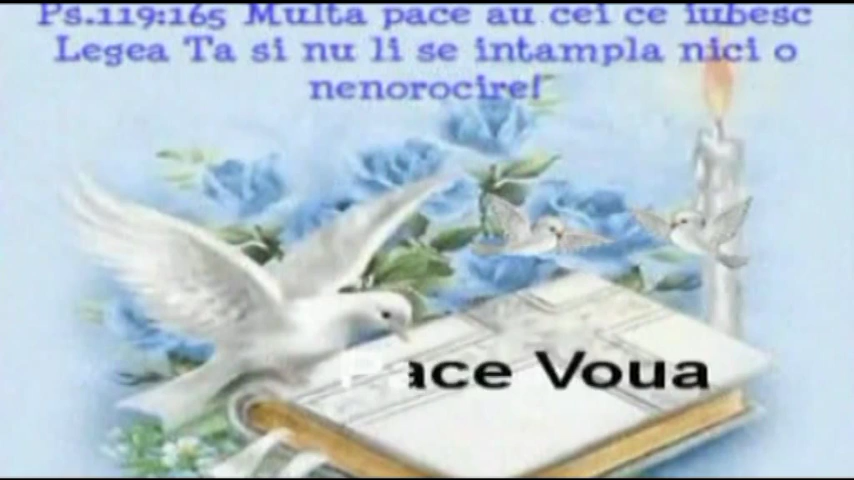 Ps.119:165 Multa pace au cei ce iubesc
Legea Ta si nu li se intampla nici o
nenorocire!
Pace Voua